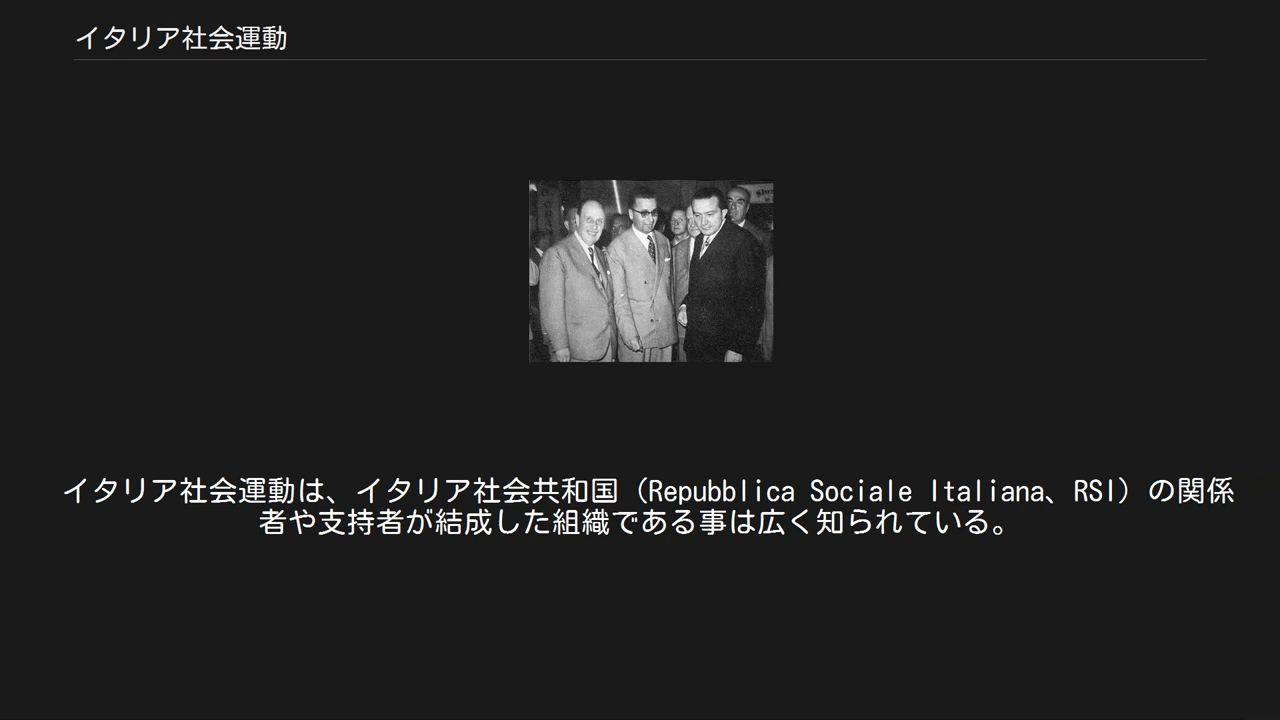 イタリア社会運動
イタリア社会運動は、イタリア社会共和国（Repubblica Sociale Italiana、RSI）の関係
者や支持者が結成した組織である事は広く知られている。